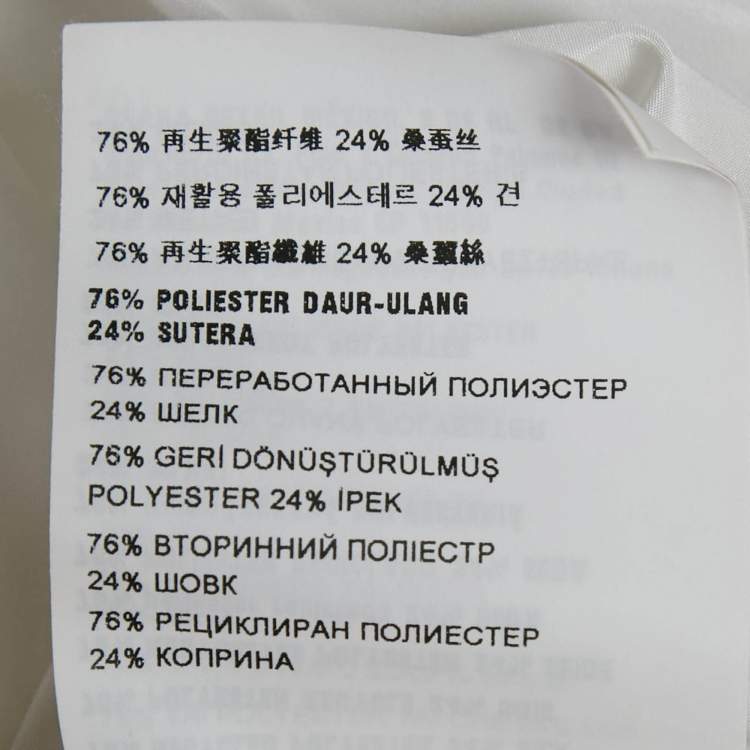 76% 再生聚酯纤维 24% 桑蚕丝
76% 재활용 폴리에스테르 24% 견
76% 再生聚酯纖維 24% 桑蠶絲
76% POLIESTER DAUR-ULANG
24% SUTERA
76% ПЕРЕРАБОТАННЫЙ ПОЛИЭСТЕР
24% ШЕЛК
76% GERİ DÖNÜŞTÜRÜLMÜŞ
POLYESTER 24% İPEK
76% ВТОРИННИЙ ПОЛІЕСТР
24% ШОВК
76% РЕЦИКЛИРАН ПОЛИЕСТЕР
24% КОПРИНА